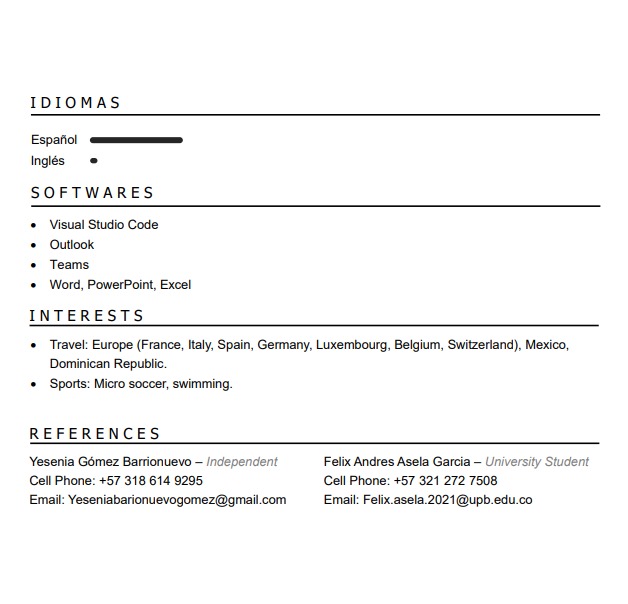 IDIOMAS
Español
Inglés
SOFTWARES
• Visual Studio Code
• Outlook
• Teams
• Word, PowerPoint, Excel
INTERESTS
• Travel: Europe (France, Italy, Spain, Germany, Luxembourg, Belgium, Switzerland), Mexico,
Dominican Republic.
• Sports: Micro soccer, swimming.
REFERENCES
Yesenia Gómez Barrionuevo – Independent
Cell Phone: +57 318 614 9295
Email: Yeseniabarionuevogomez@gmail.com
Felix Andres Asela Garcia – University Student
Cell Phone: +57 321 272 7508
Email: Felix.asela.2021@upb.edu.co